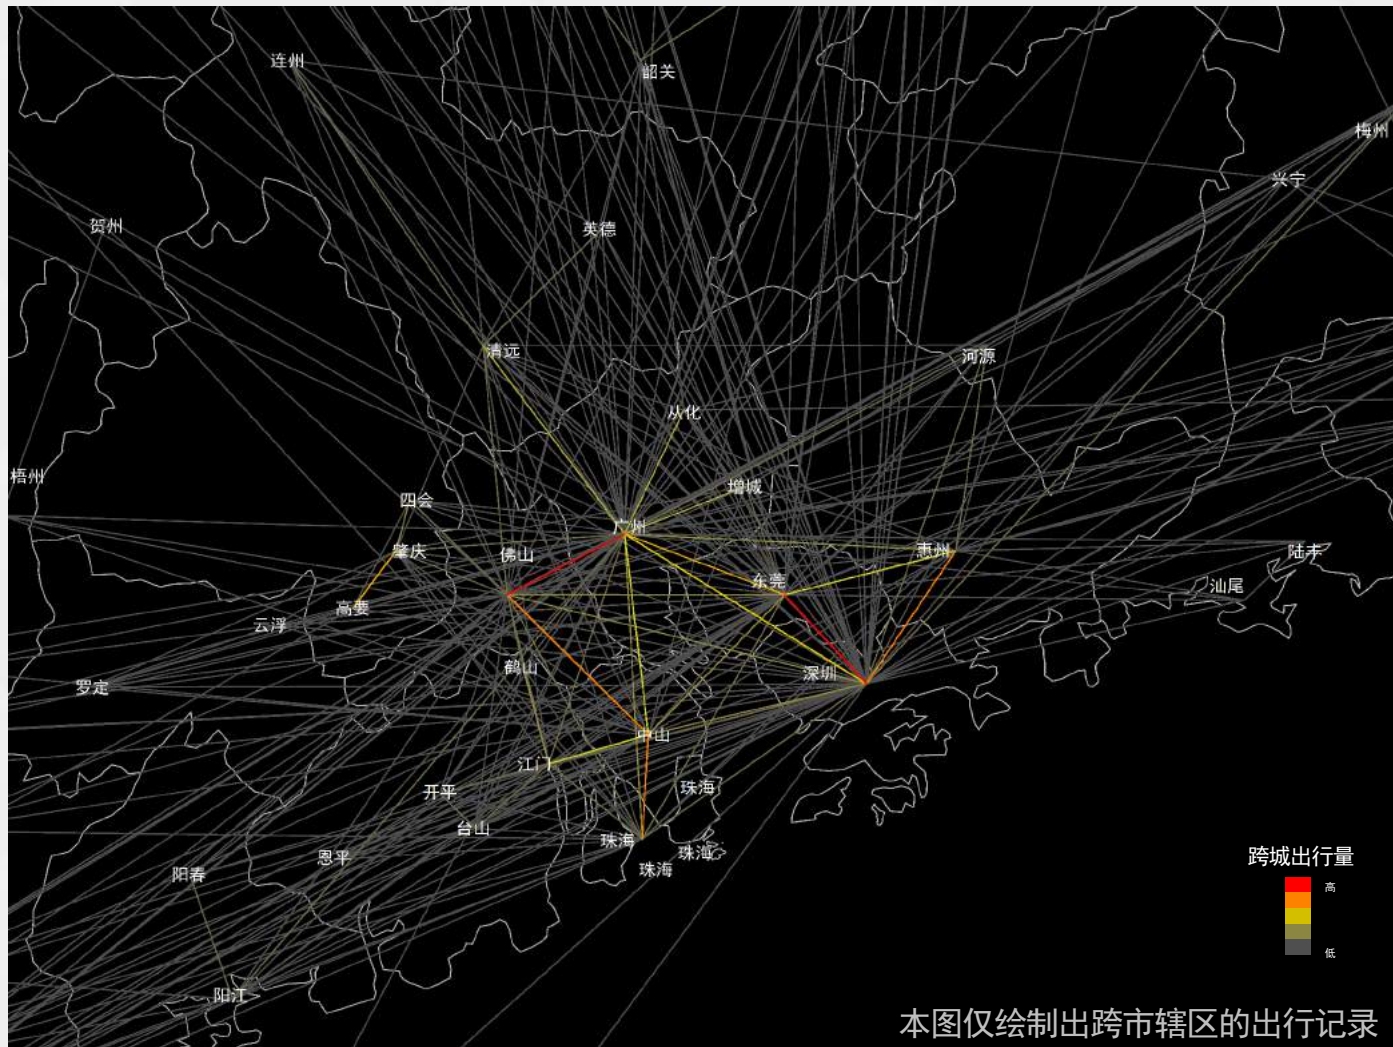 连州
韶关
梅州
兴宁
贺州
英德
清远
河源
从化
梧州
增城
四会
广州
肇庆
佛山
惠州
陆丰
东莞
汕尾
高要
云浮
鹤山
深圳
罗定
中山
江门
珠海
开平
台山
珠海
珠海
恩平
珠海
阳春
阳江
跨城出行量
高
低
本图仅绘制出跨市辖区的出行记录